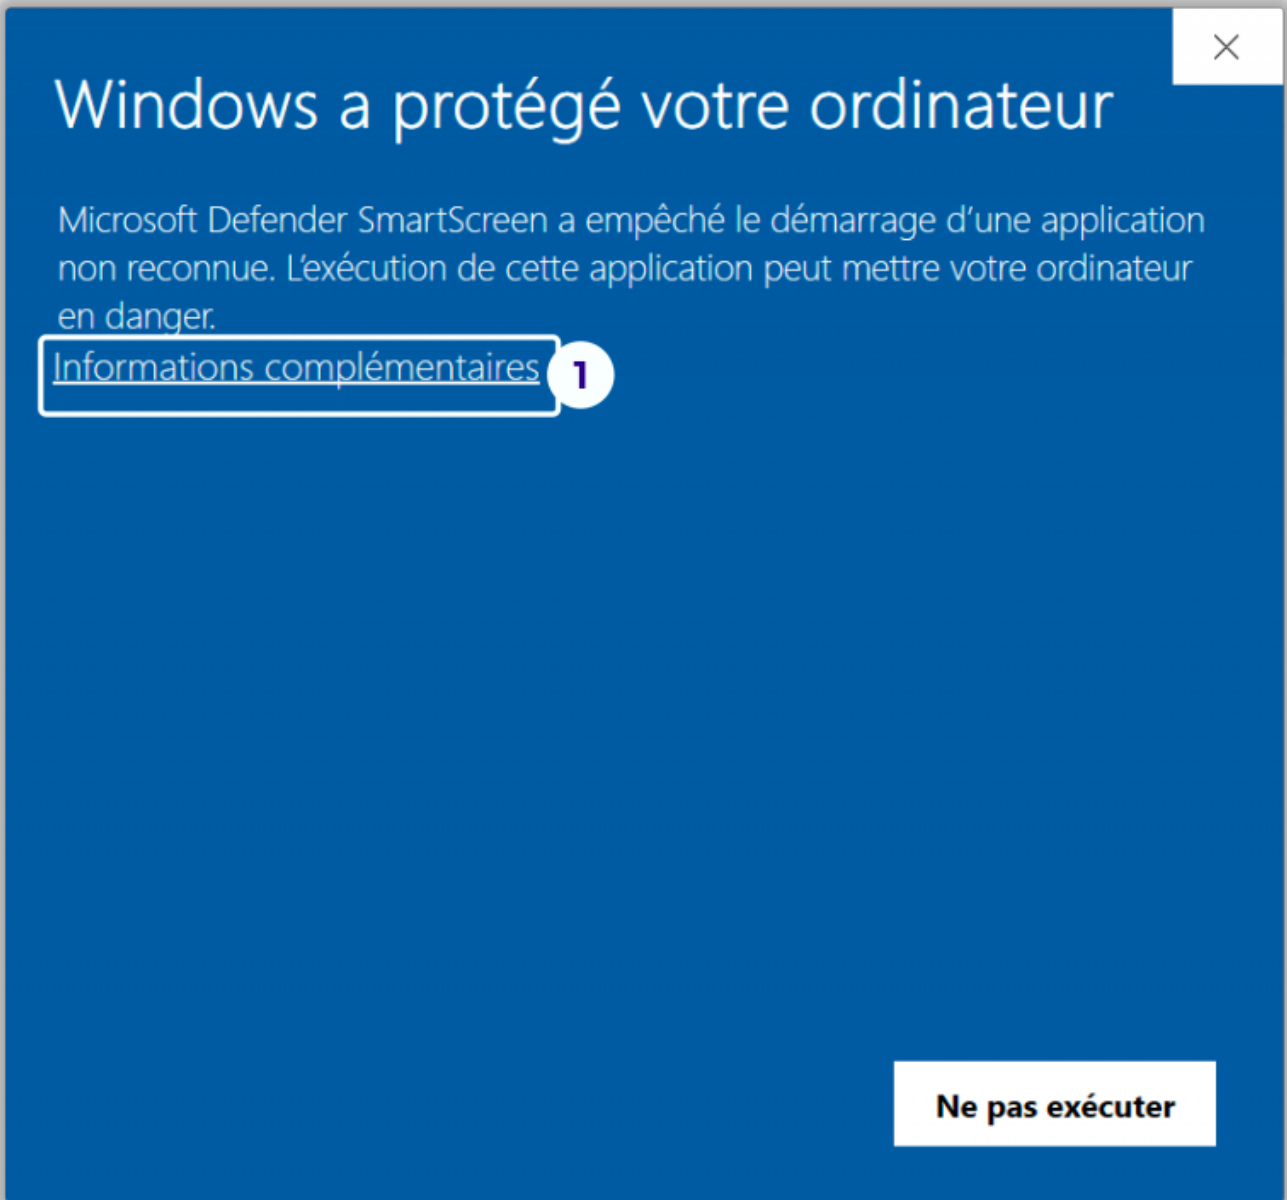 Windows a protégé votre ordinateur
Microsoft Defender SmartScreen a empêché le démarrage d’une application
non reconnue. L’exécution de cette application peut mettre votre ordinateur
en danger.
Informations complémentaires
1
Ne pas exécuter